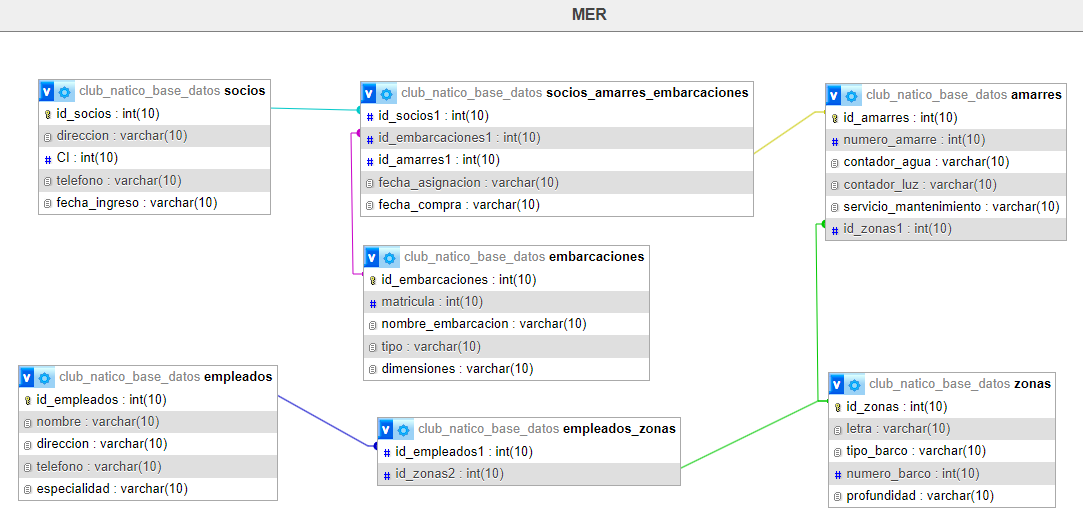 MER
club_natico_base_datos socios
id_socios : int(10)
direccion : varchar(10)
# CI : int(10)
telefono : varchar(10)
fecha_ingreso : varchar(10)
club_natico_base_datos socios_amarres_embarcaciones
# id_socios1 : int(10)
# id_embarcaciones1 : int(10)
# id_amarres1 : int(10)
fecha_asignacion : varchar(10)
fecha_compra : varchar(10)
club_natico_base_datos amarres
id_amarres : int(10)
# numero_amarre : int(10)
contador_agua : varchar(10)
contador_luz : varchar(10)
servicio_mantenimiento : varchar(10)
# id_zonas1 : int(10)
club_natico_base_datos embarcaciones
id_embarcaciones : int(10)
# matricula : int(10)
nombre_embarcacion : varchar(10)
tipo : varchar(10)
dimensiones : varchar(10)
club_natico_base_datos empleados
id_empleados : int(10)
nombre : varchar(10)
direccion : varchar(10)
telefono : varchar(10)
especialidad : varchar(10)
club_natico_base_datos empleados_zonas
# id_empleados1 : int(10)
# id_zonas2 : int(10)
club_natico_base_datos zonas
id_zonas : int(10)
letra : varchar(10)
tipo_barco : varchar(10)
# numero_barco : int(10)
profundidad : varchar(10)